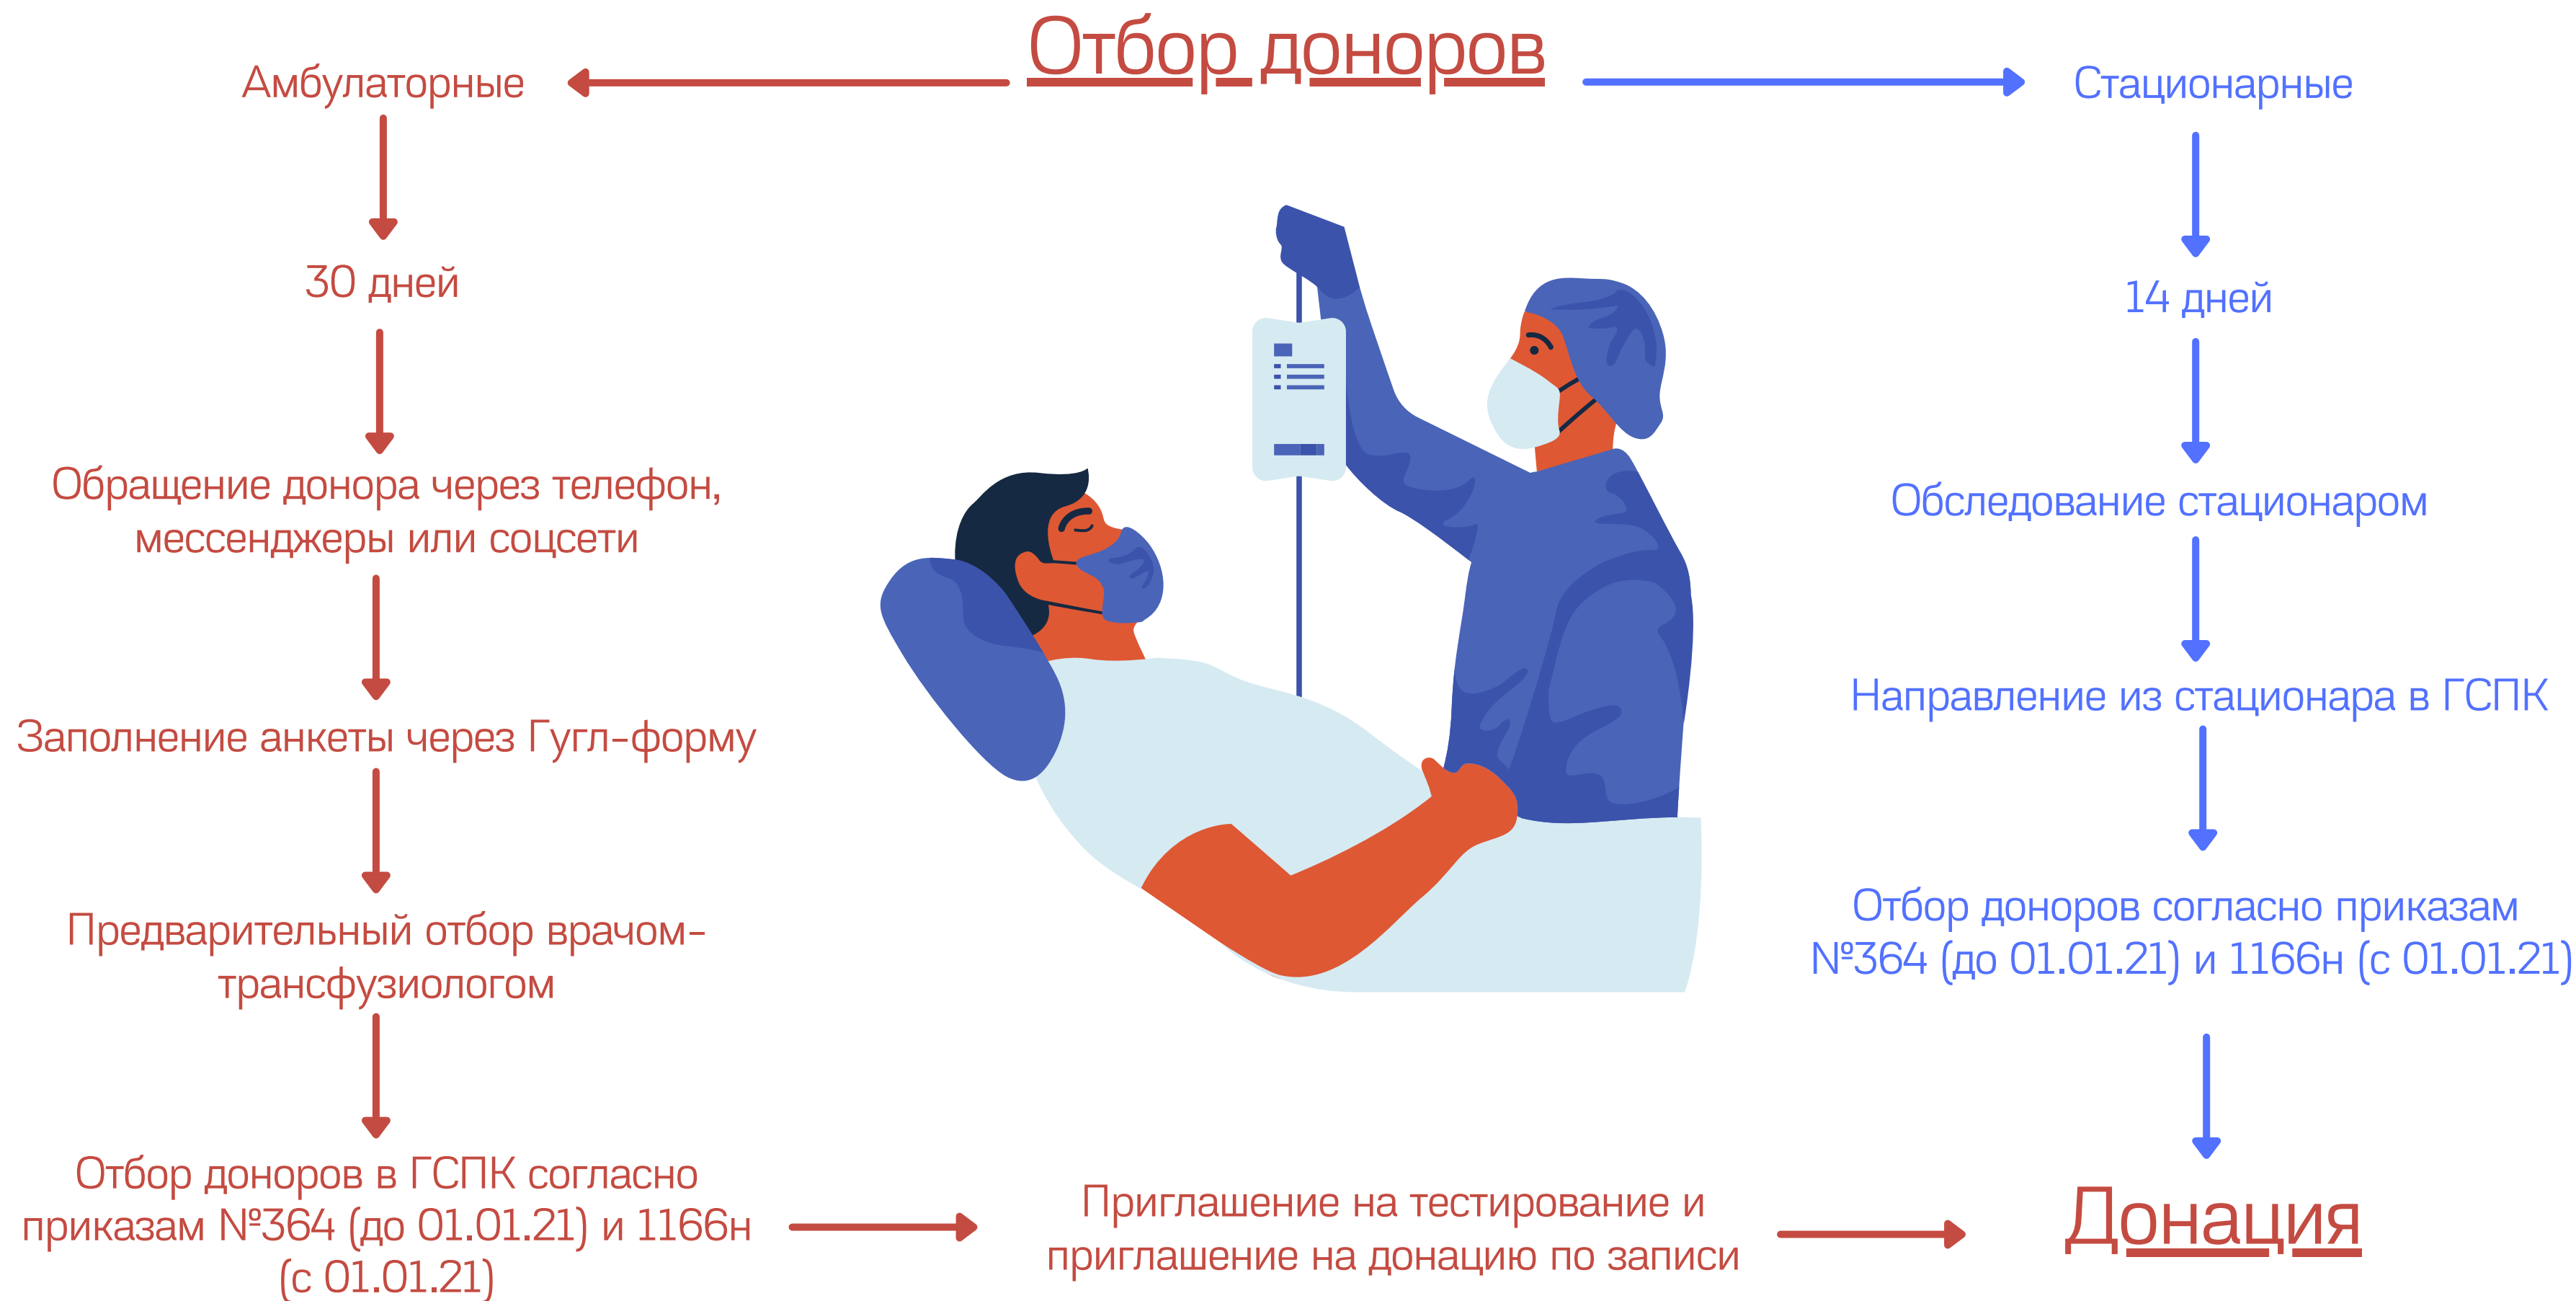 Отбор доноров
Амбулаторные
30 дней
Обращение донора через телефон,
мессенджеры или соцсети
Заполнение анкеты через Гугл-форму
Предварительный отбор врачом-
трансфузиологом
Отбор доноров в ГСПК согласно
приказам №364 (до 01.01.21) и 1166н
(с 01.01.21)
Приглашение на тестирование и
приглашение на донацию по записи
Стационарные
14 дней
Обследование стационаром
Направление из стационара в ГСПК
Отбор доноров согласно приказам
№364 (до 01.01.21) и 1166н (с 01.01.21)
Донация